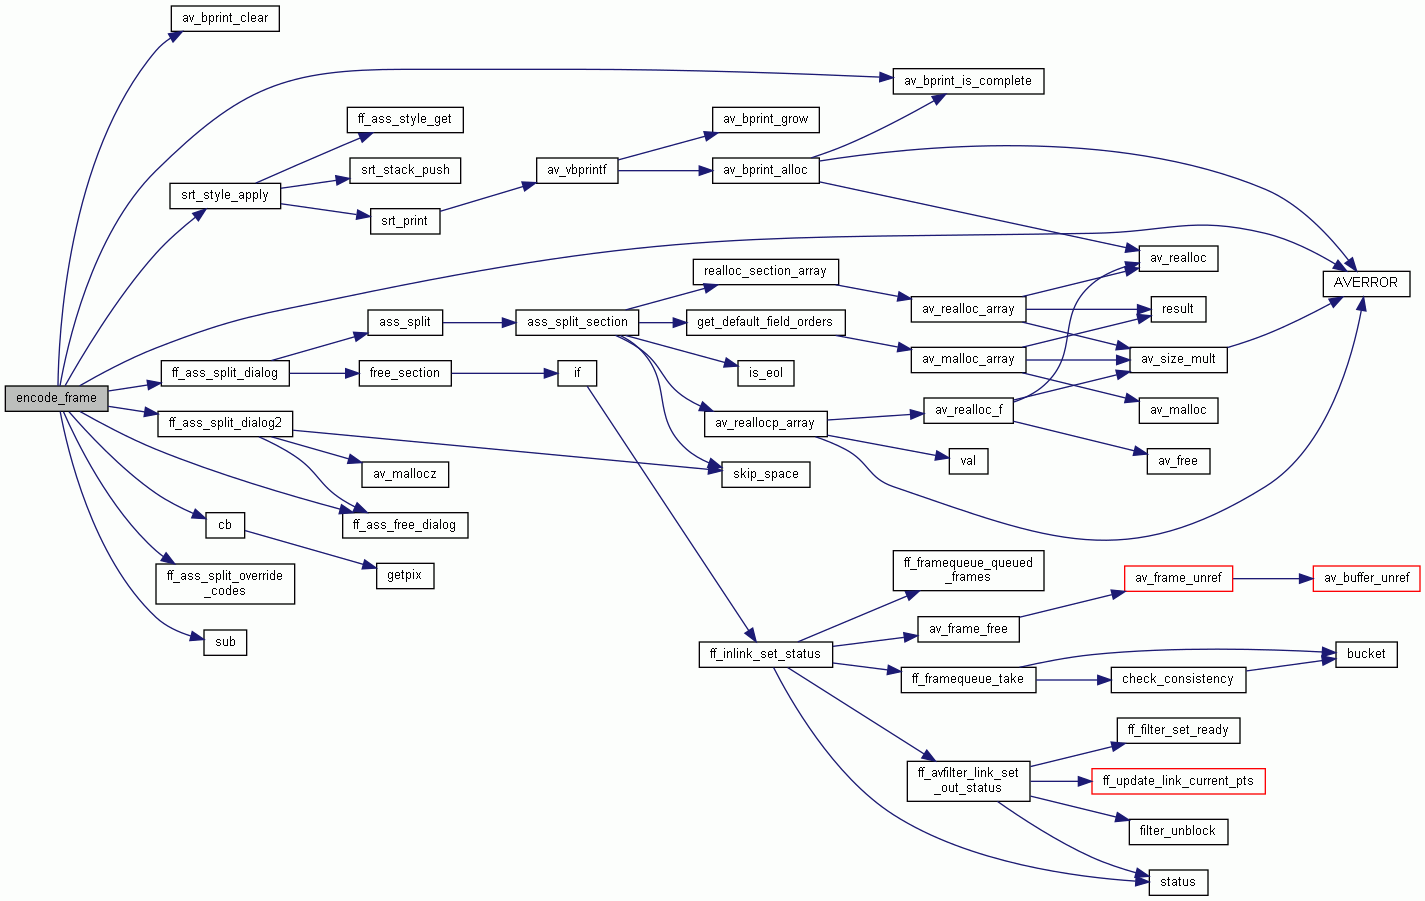 av_bprint_clear
av_bprint_is_complete
ff_ass_style_get
av_bprint_grow
srt_stack_push
av_vbprintf
av_bprint_alloc
srt_style_apply
srt_print
av_realloc
realloc_section_array
AVERROR
av_realloc_array
result
ass_split
ass_split_section
get_default_field_orders
av_malloc_array
av_size_mult
ff_ass_split_dialog
free_section
if
is_eol
encode_frame
av_realloc_f
av_malloc
ff_ass_split_dialog2
av_reallocp_array
val
av_free
av_mallocz
skip_space
cb
ff_ass_free_dialog
ff_ass_split_override
_codes
getpix
ff_framequeue_queued
_frames
av_frame_unref
av_buffer_unref
sub
av_frame_free
ff_inlink_set_status
bucket
ff_framequeue_take
check_consistency
ff_filter_set_ready
ff_avfilter_link_set
_out_status
ff_update_link_current_pts
filter_unblock
status